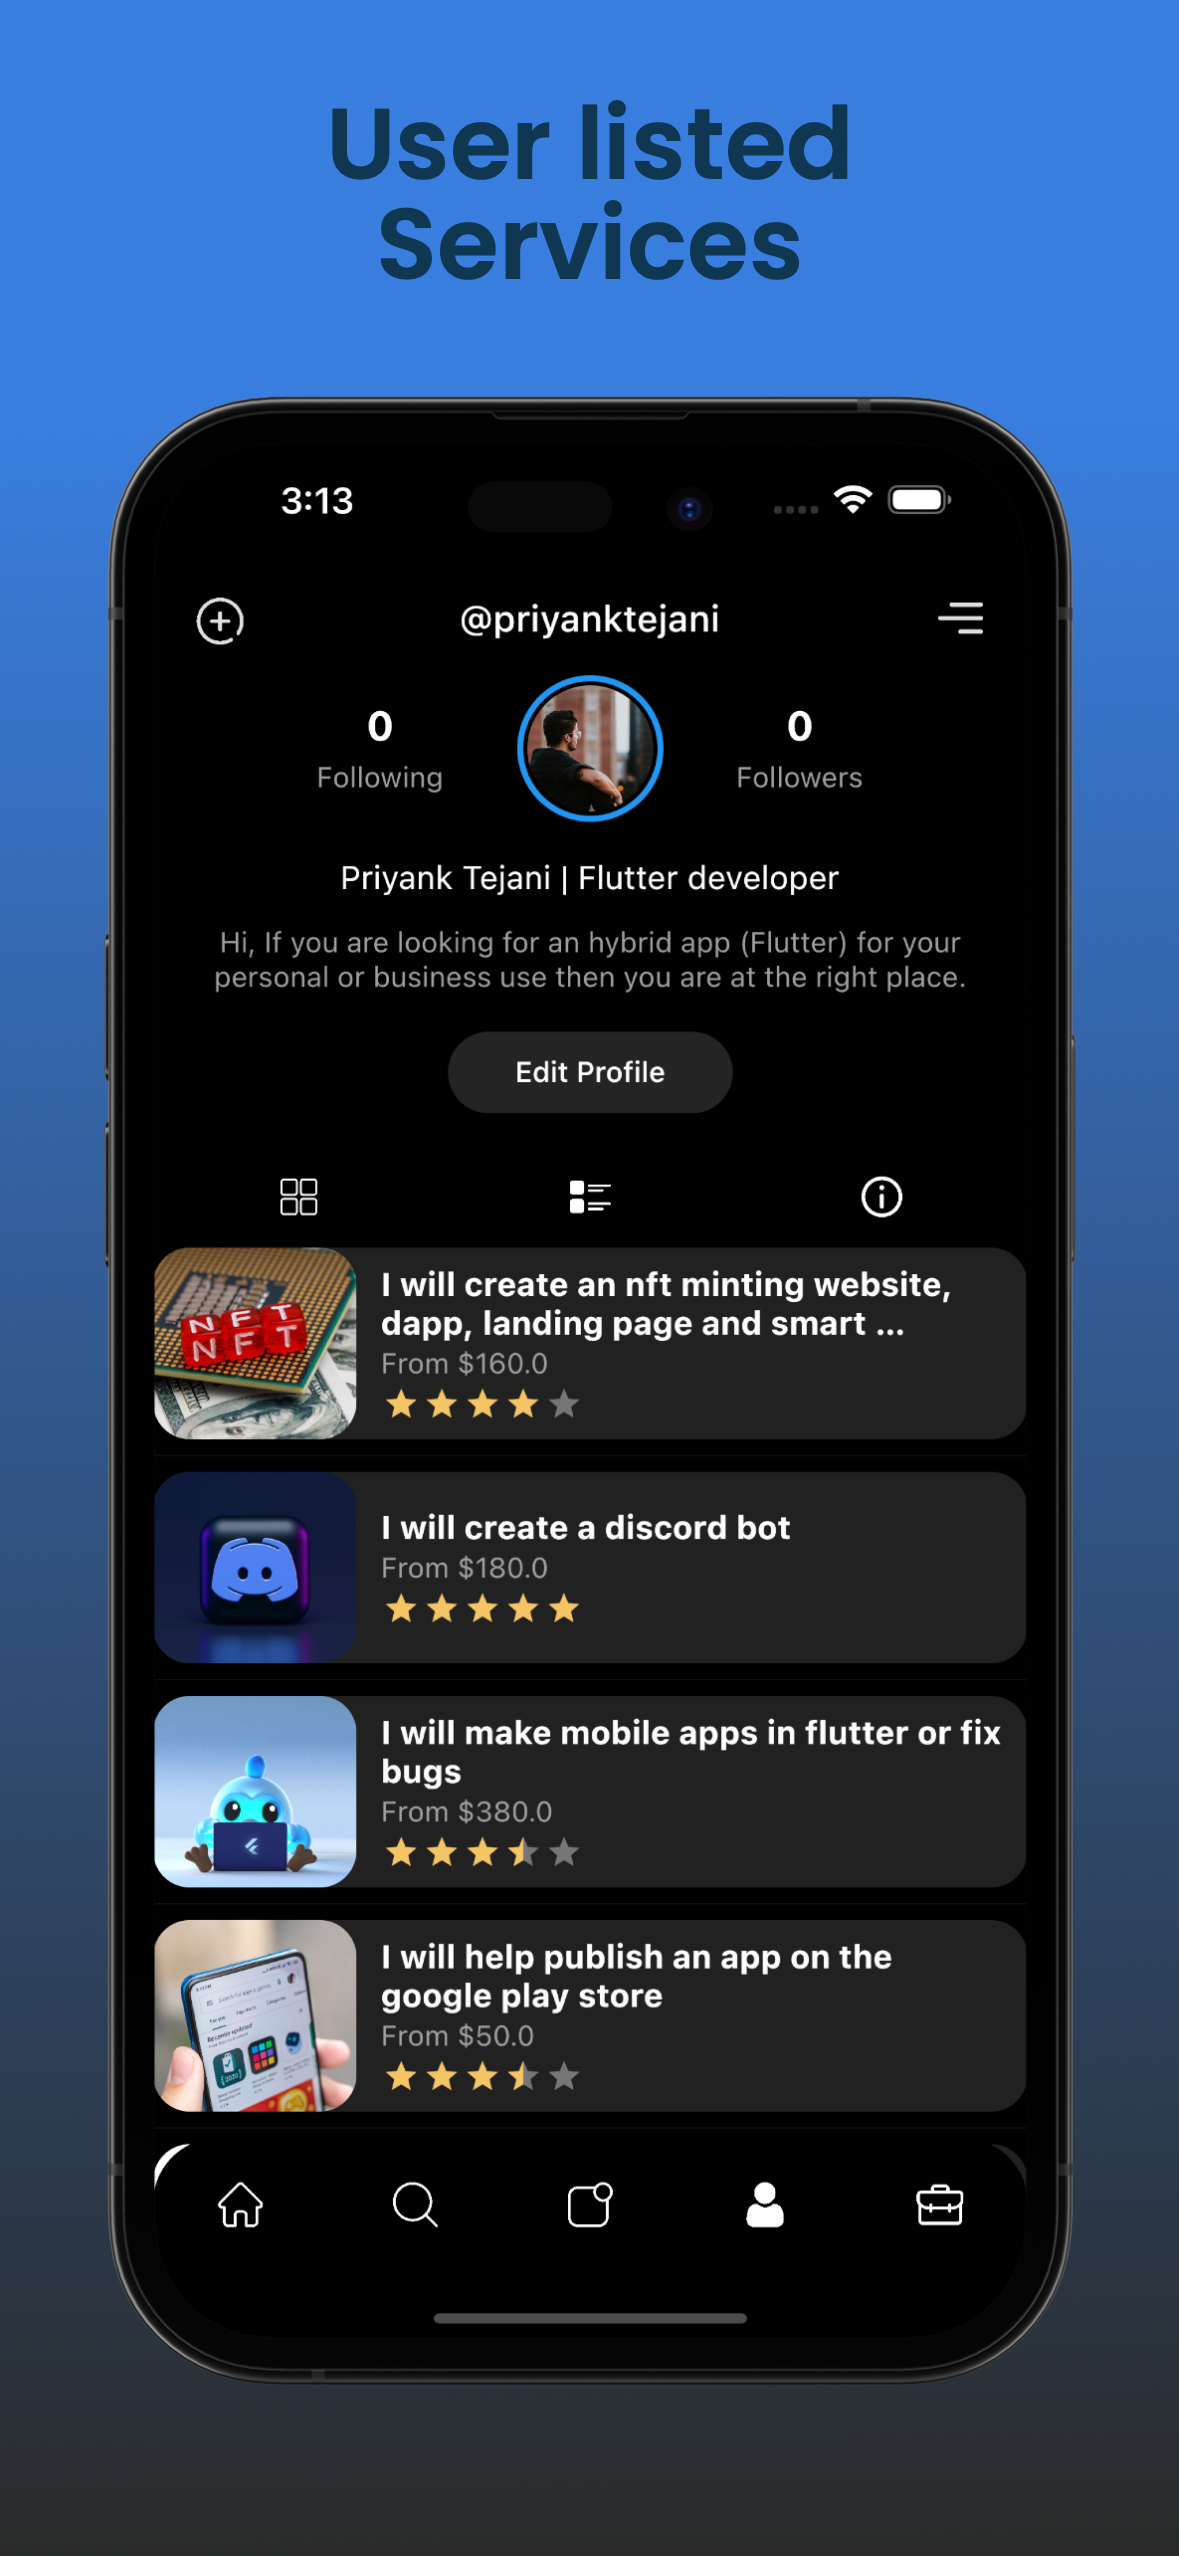 User listed
Services
3:13
@priyanktejani
0
Following
0
Followers
Priyank Tejani | Flutter developer
Hi, If you are looking for an hybrid app (Flutter) for your
personal or business use then you are at the right place.
Edit Profile
NFT
NFT
I will create an nft minting website,
dapp, landing page and smart ...
From $160.0
I will create a discord bot
From $180.0
I will make mobile apps in flutter or fix
bugs
From $380.0
Recently updated
2020
I will help publish an app on the
google play store
From $50.0